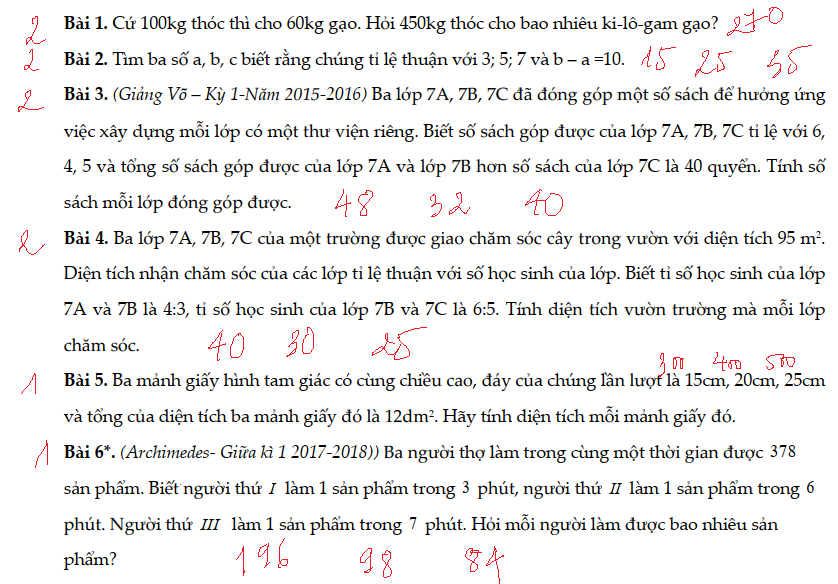 2 Bài 1. Cứ 100kg thóc thì cho 60kg gạo. Hỏi 450kg thóc cho bao nhiêu ki-lô-gam gạo? 270
2 Bài 2. Tìm ba số a, b, c biết rằng chúng tỉ lệ thuận với 3; 5; 7 và b – a =10. 15 25 35
2 Bài 3. (Giảng Võ – Kỳ 1-Năm 2015-2016) Ba lớp 7A, 7B, 7C đã đóng góp một số sách để hưởng ứng
việc xây dựng mỗi lớp có một thư viện riêng. Biết số sách góp được của lớp 7A, 7B, 7C tỉ lệ với 6,
4, 5 và tổng số sách góp được của lớp 7A và lớp 7B hơn số sách của lớp 7C là 40 quyển. Tính số
sách mỗi lớp đóng góp được. 48 32 40
2 Bài 4. Ba lớp 7A, 7B, 7C của một trường được giao chăm sóc cây trong vườn với diện tích 95 m².
Diện tích nhận chăm sóc của các lớp tỉ lệ thuận với số học sinh của lớp. Biết tỉ số học sinh của lớp
7A và 7B là 4:3, tỉ số học sinh của lớp 7B và 7C là 6:5. Tính diện tích vườn trường mà mỗi lớp
chăm sóc. 40 30 25
300 400 500
1 Bài 5. Ba mảnh giấy hình tam giác có cùng chiều cao, đáy của chúng lần lượt là 15cm, 20cm, 25cm
và tổng của diện tích ba mảnh giấy đó là 12dm². Hãy tính diện tích mỗi mảnh giấy đó.
1 Bài 6*. (Archimedes- Giữa kì 1 2017-2018)) Ba người thợ làm trong cùng một thời gian được 378
sản phẩm. Biết người thứ I làm 1 sản phẩm trong 3 phút, người thứ II làm 1 sản phẩm trong 6
phút. Người thứ III làm 1 sản phẩm trong 7 phút. Hỏi mỗi người làm được bao nhiêu sản
phẩm? 196 98 84